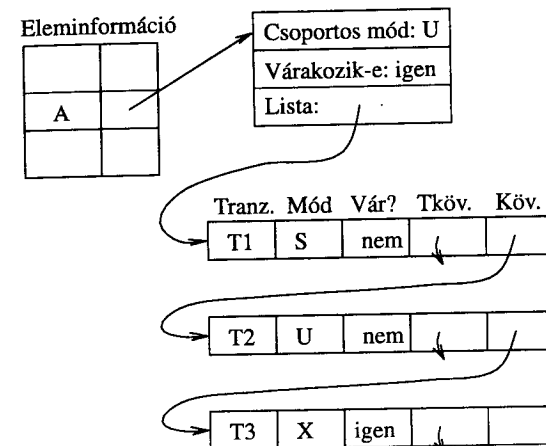 Eleminformáció
A
Csoportos mód: U
Várakozik-e: igen
Lista:
Tranz. Mód Vár? Tköv. Köv.
T1 S nem
T2 U nem
T3 X igen